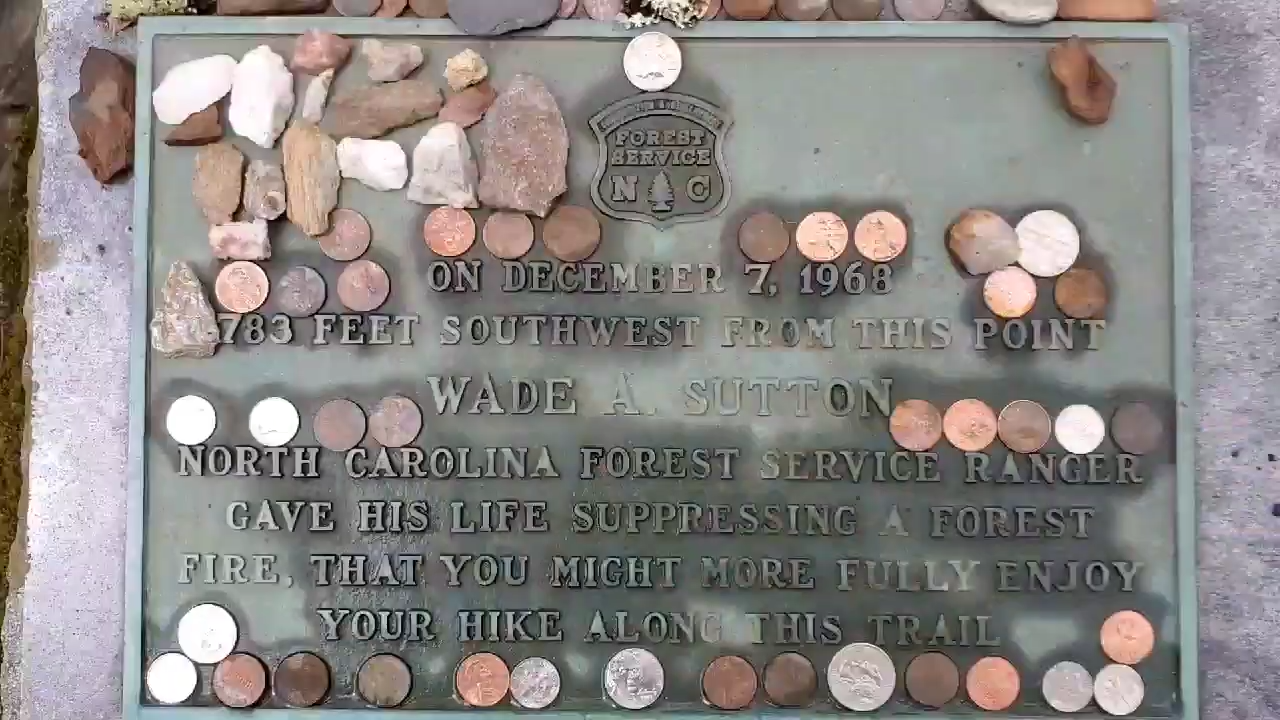 FOREST
SERVICE
N C
ON DECEMBER 7, 1968
783 FEET SOUTHWEST FROM THIS POINT
WADE A. SUTTON
NORTH CAROLINA FOREST SERVICE RANGER
GAVE HIS LIFE SUPPRESSING A FOREST
FIRE, THAT YOU MIGHT MORE FULLY ENJOY
YOUR HIKE ALONG THIS TRAIL